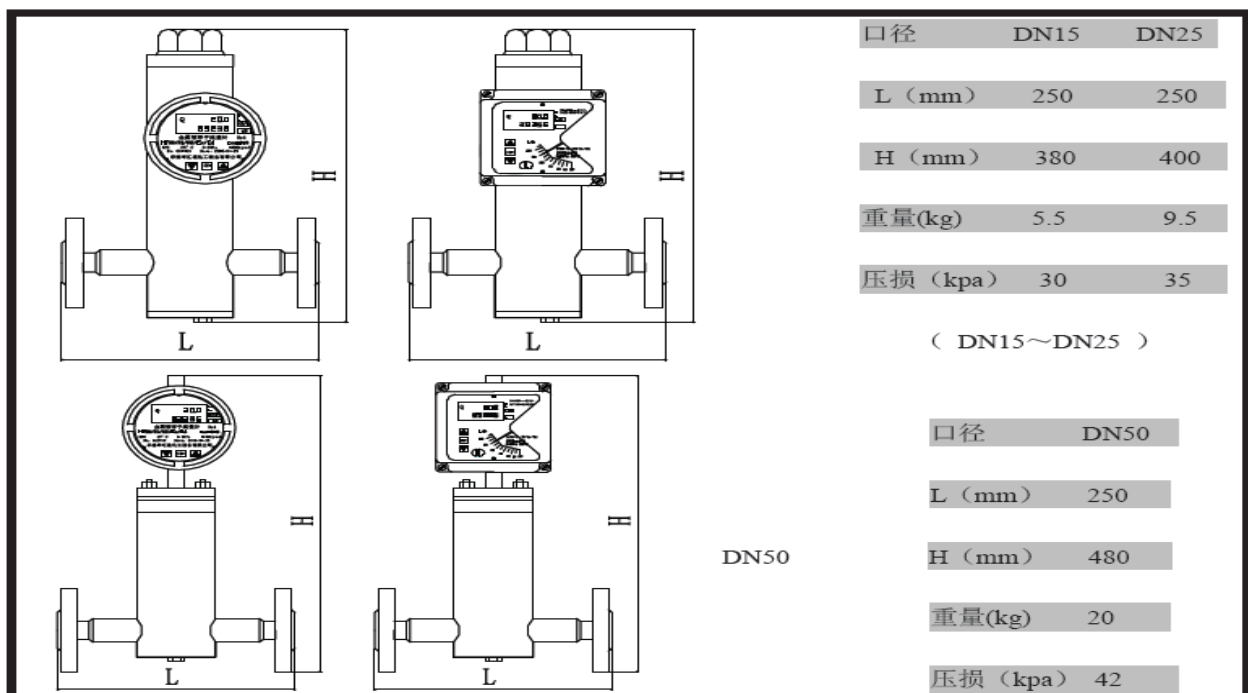 口径 DN15 DN25
L（mm） 250 250
H（mm） 380 400
重量(kg) 5.5 9.5
压损（kpa） 30 35
（ DN15～DN25 ）
H
H
L
L
口径 DN50
L（mm） 250
H（mm） 480
重量(kg) 20
压损（kpa） 42
DN50
H
H
L
L